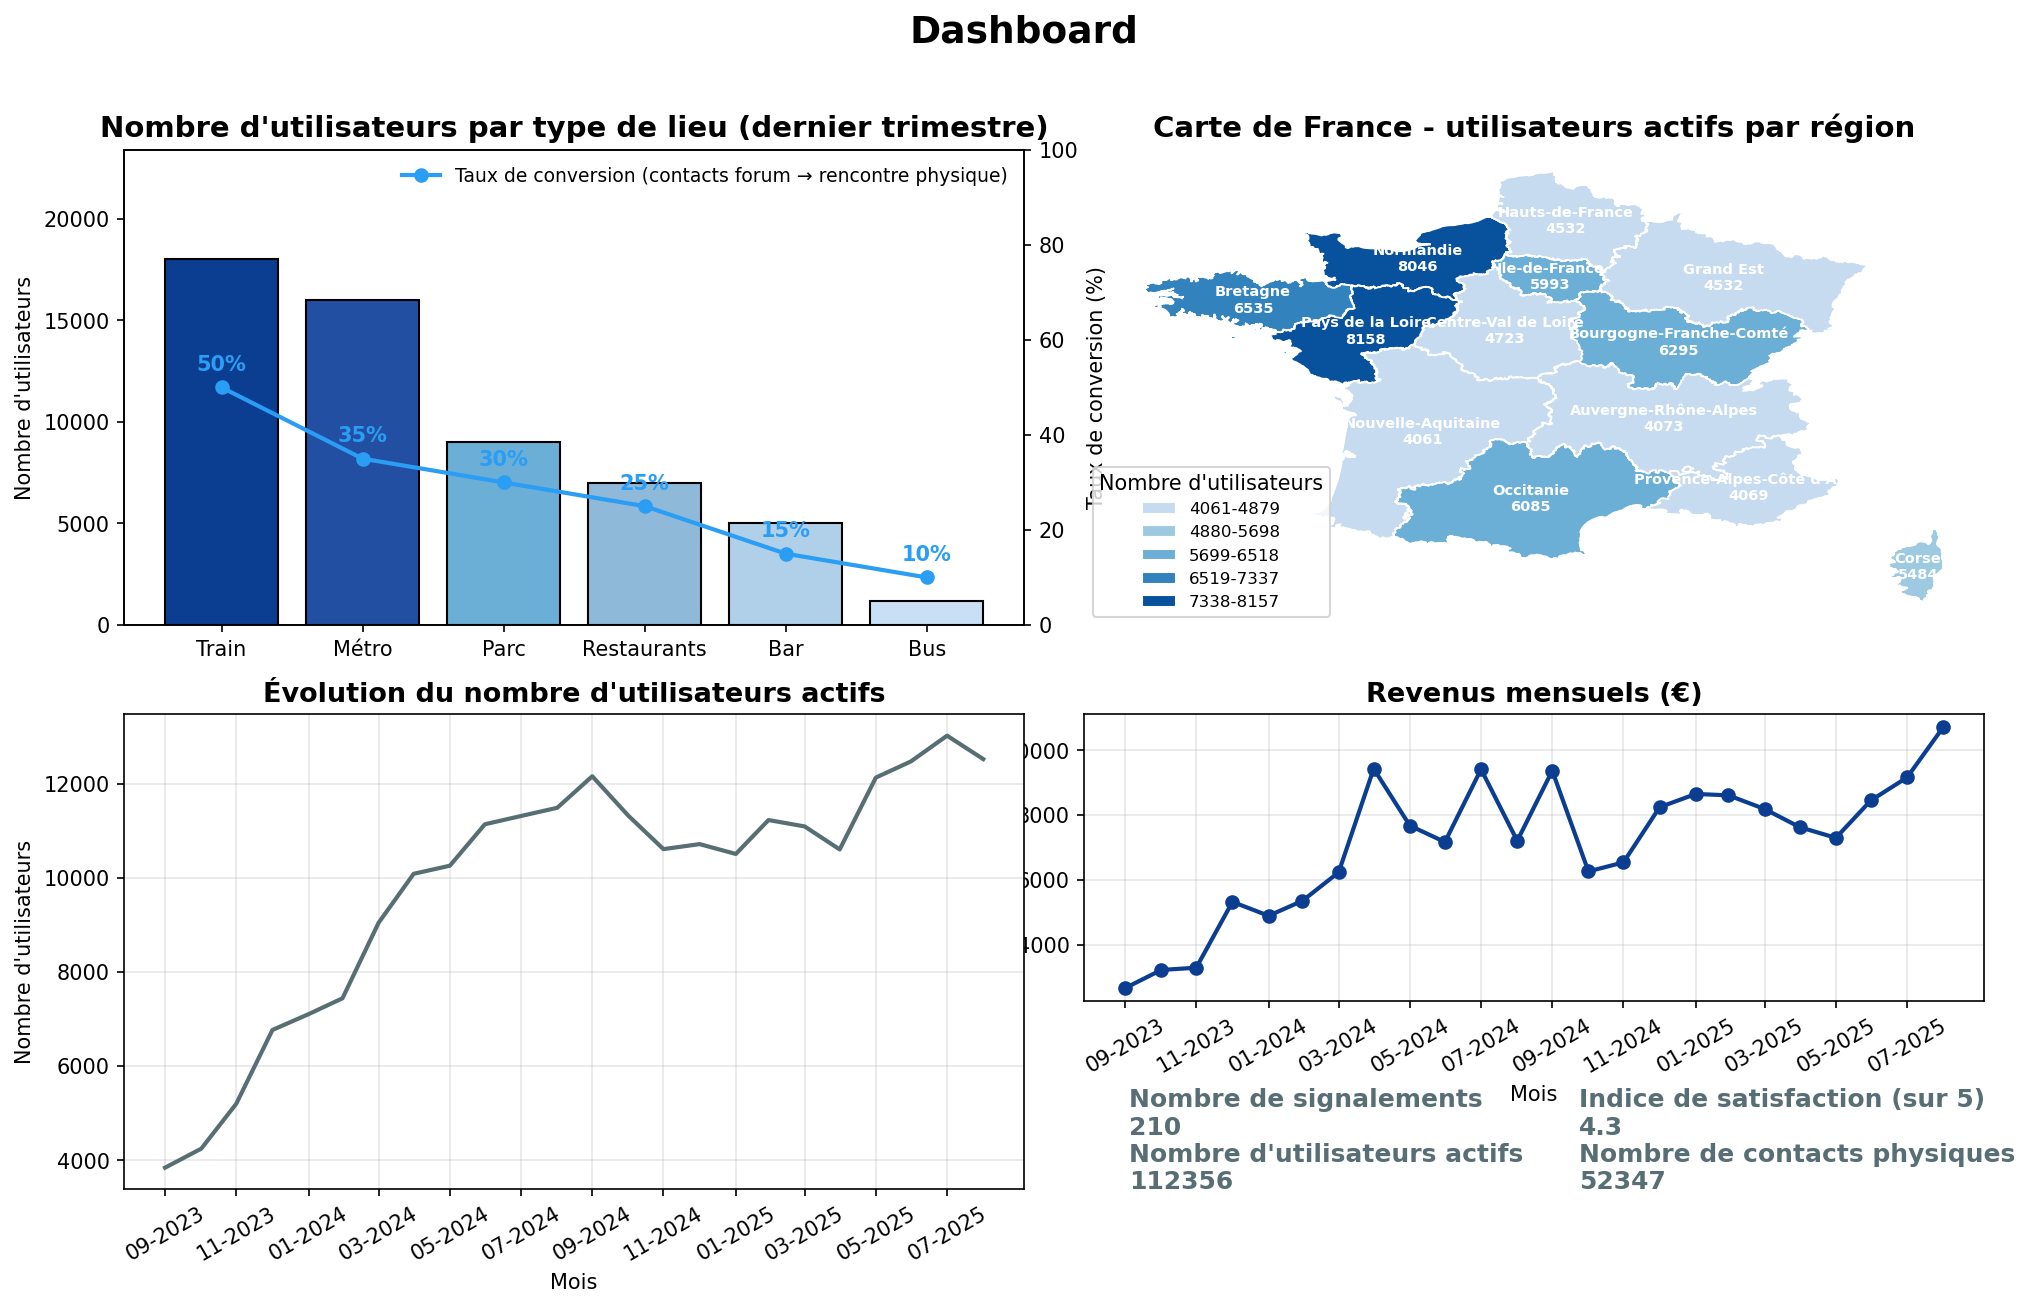 Dashboard
Nombre d'utilisateurs par type de lieu (dernier trimestre)
Taux de conversion (contacts forum → rencontre physique)
Nombre d'utilisateurs
20000
15000
10000
5000
0
100
80
60
40
20
0
Taux de conversion (%)
50%
35%
30%
25%
15%
10%
Train
Métro
Parc
Restaurants
Bar
Bus
Carte de France - utilisateurs actifs par région
Hauts-de-France
4532
Normandie
8046
Île-de-France
5993
Grand Est
4532
Bretagne
6535
Pays de la Loire
8158
Centre-Val de Loire
4723
Bourgogne-Franche-Comté
6295
Nouvelle-Aquitaine
4061
Auvergne-Rhône-Alpes
4073
Occitanie
6085
Provence-Alpes-Côte d'A
4069
Corse
5484
Nombre d'utilisateurs
4061-4879
4880-5698
5699-6518
6519-7337
7338-8157
Évolution du nombre d'utilisateurs actifs
Nombre d'utilisateurs
12000
10000
8000
6000
4000
09-2023
11-2023
01-2024
03-2024
05-2024
07-2024
09-2024
11-2024
01-2025
03-2025
05-2025
07-2025
Mois
Revenus mensuels (€)
0000
8000
6000
4000
09-2023
11-2023
01-2024
03-2024
05-2024
07-2024
09-2024
11-2024
01-2025
03-2025
05-2025
07-2025
Mois
Nombre de signalements
210
Indice de satisfaction (sur 5)
4.3
Nombre d'utilisateurs actifs
112356
Nombre de contacts physiques
52347